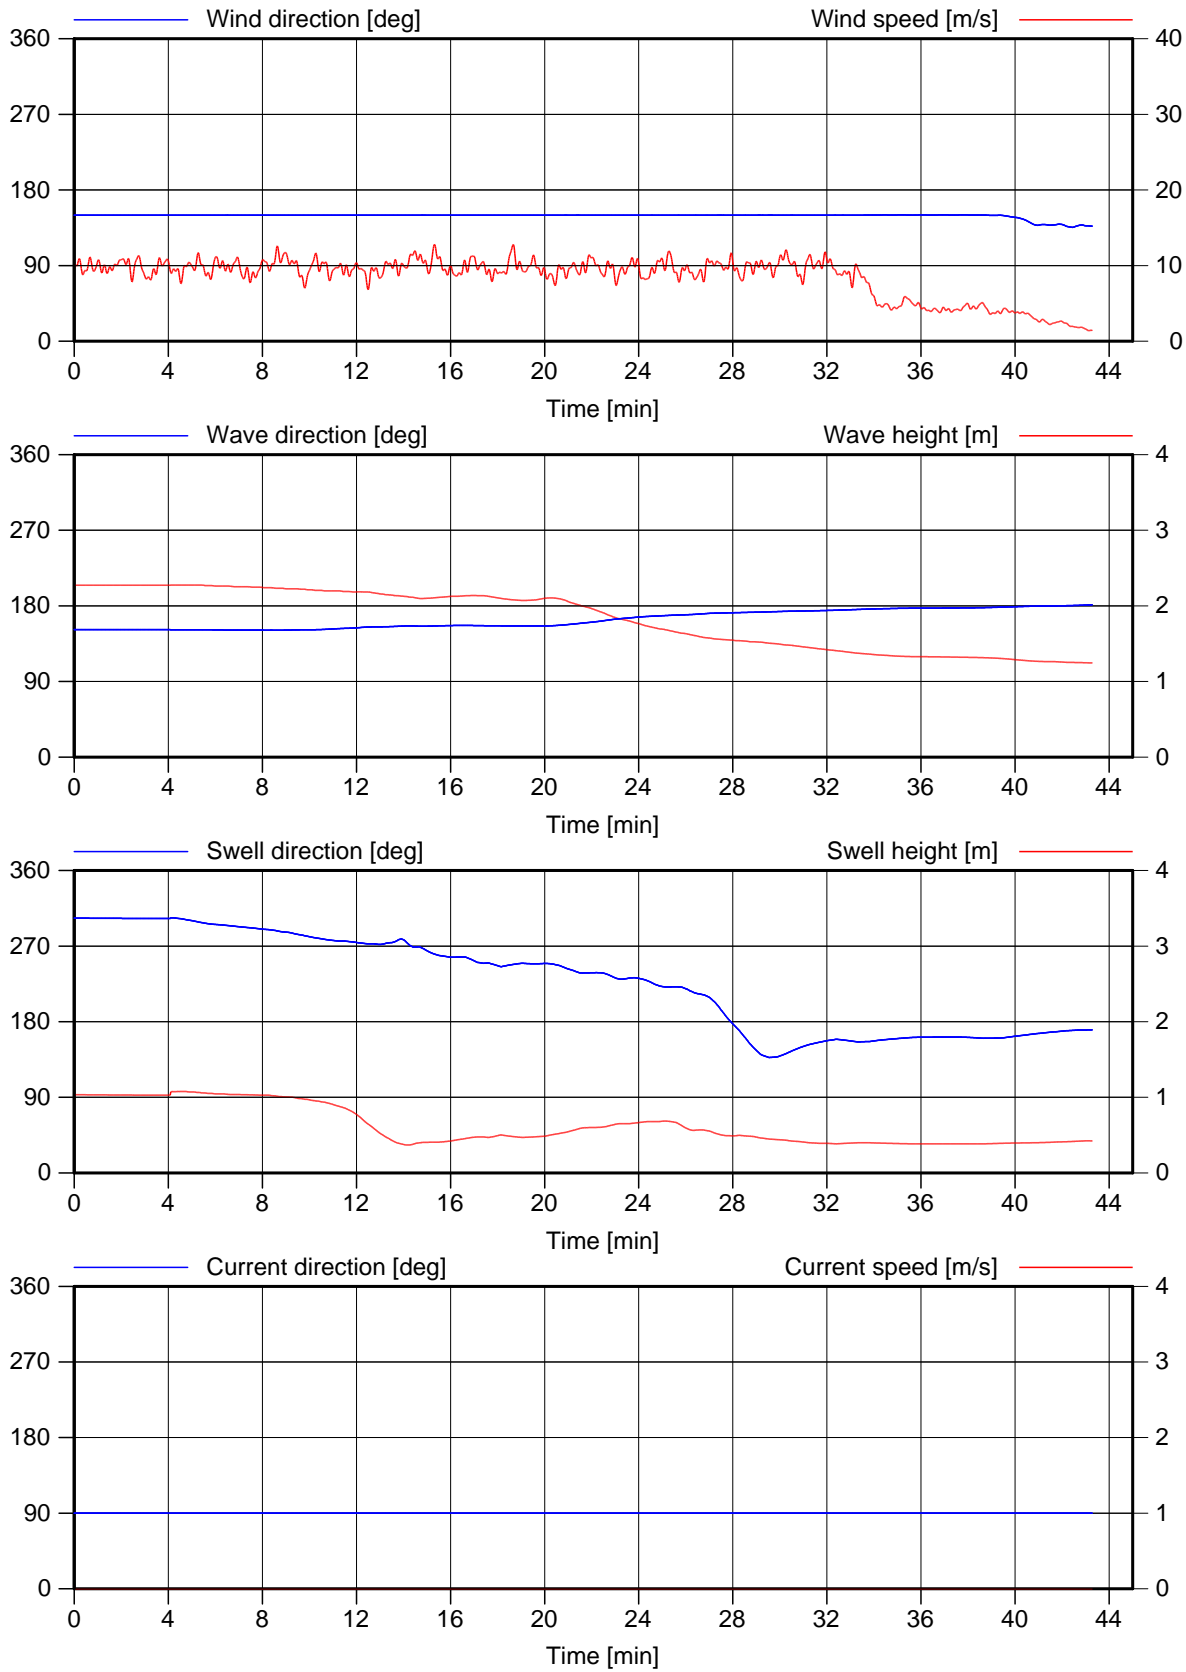 Wind direction [deg] Wind speed [m/s]
360 40
270 30
180 20
90 10
0 0
0 4 8 12 16 20 24 28 32 36 40 44
Time [min]
Wave direction [deg] Wave height [m]
360 4
270 3
180 2
90 1
0 0
0 4 8 12 16 20 24 28 32 36 40 44
Time [min]
Swell direction [deg] Swell height [m]
360 4
270 3
180 2
90 1
0 0
0 4 8 12 16 20 24 28 32 36 40 44
Time [min]
Current direction [deg] Current speed [m/s]
360 4
270 3
180 2
90 1
0 0
0 4 8 12 16 20 24 28 32 36 40 44
Time [min]